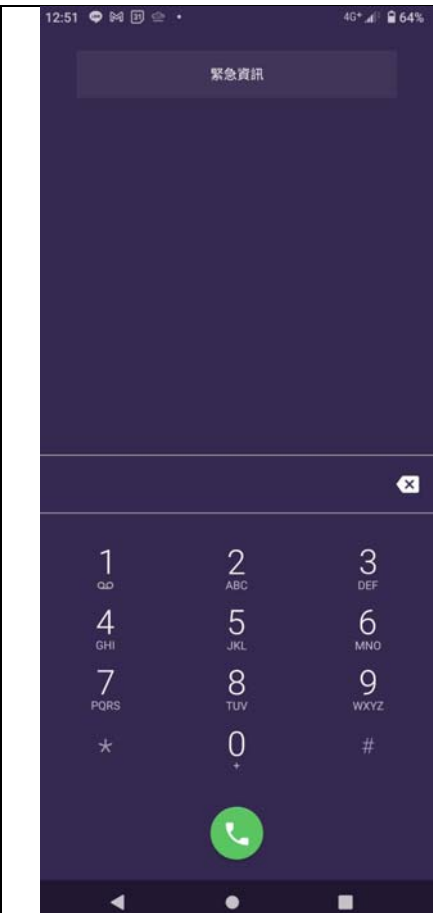 12:51 31 4G+ 64%
緊急資訊
1 2 3
ABC DEF
4 5 6
GHI JKL MNO
7 8 9
PQRS TUV WXYZ
* 0 #
+